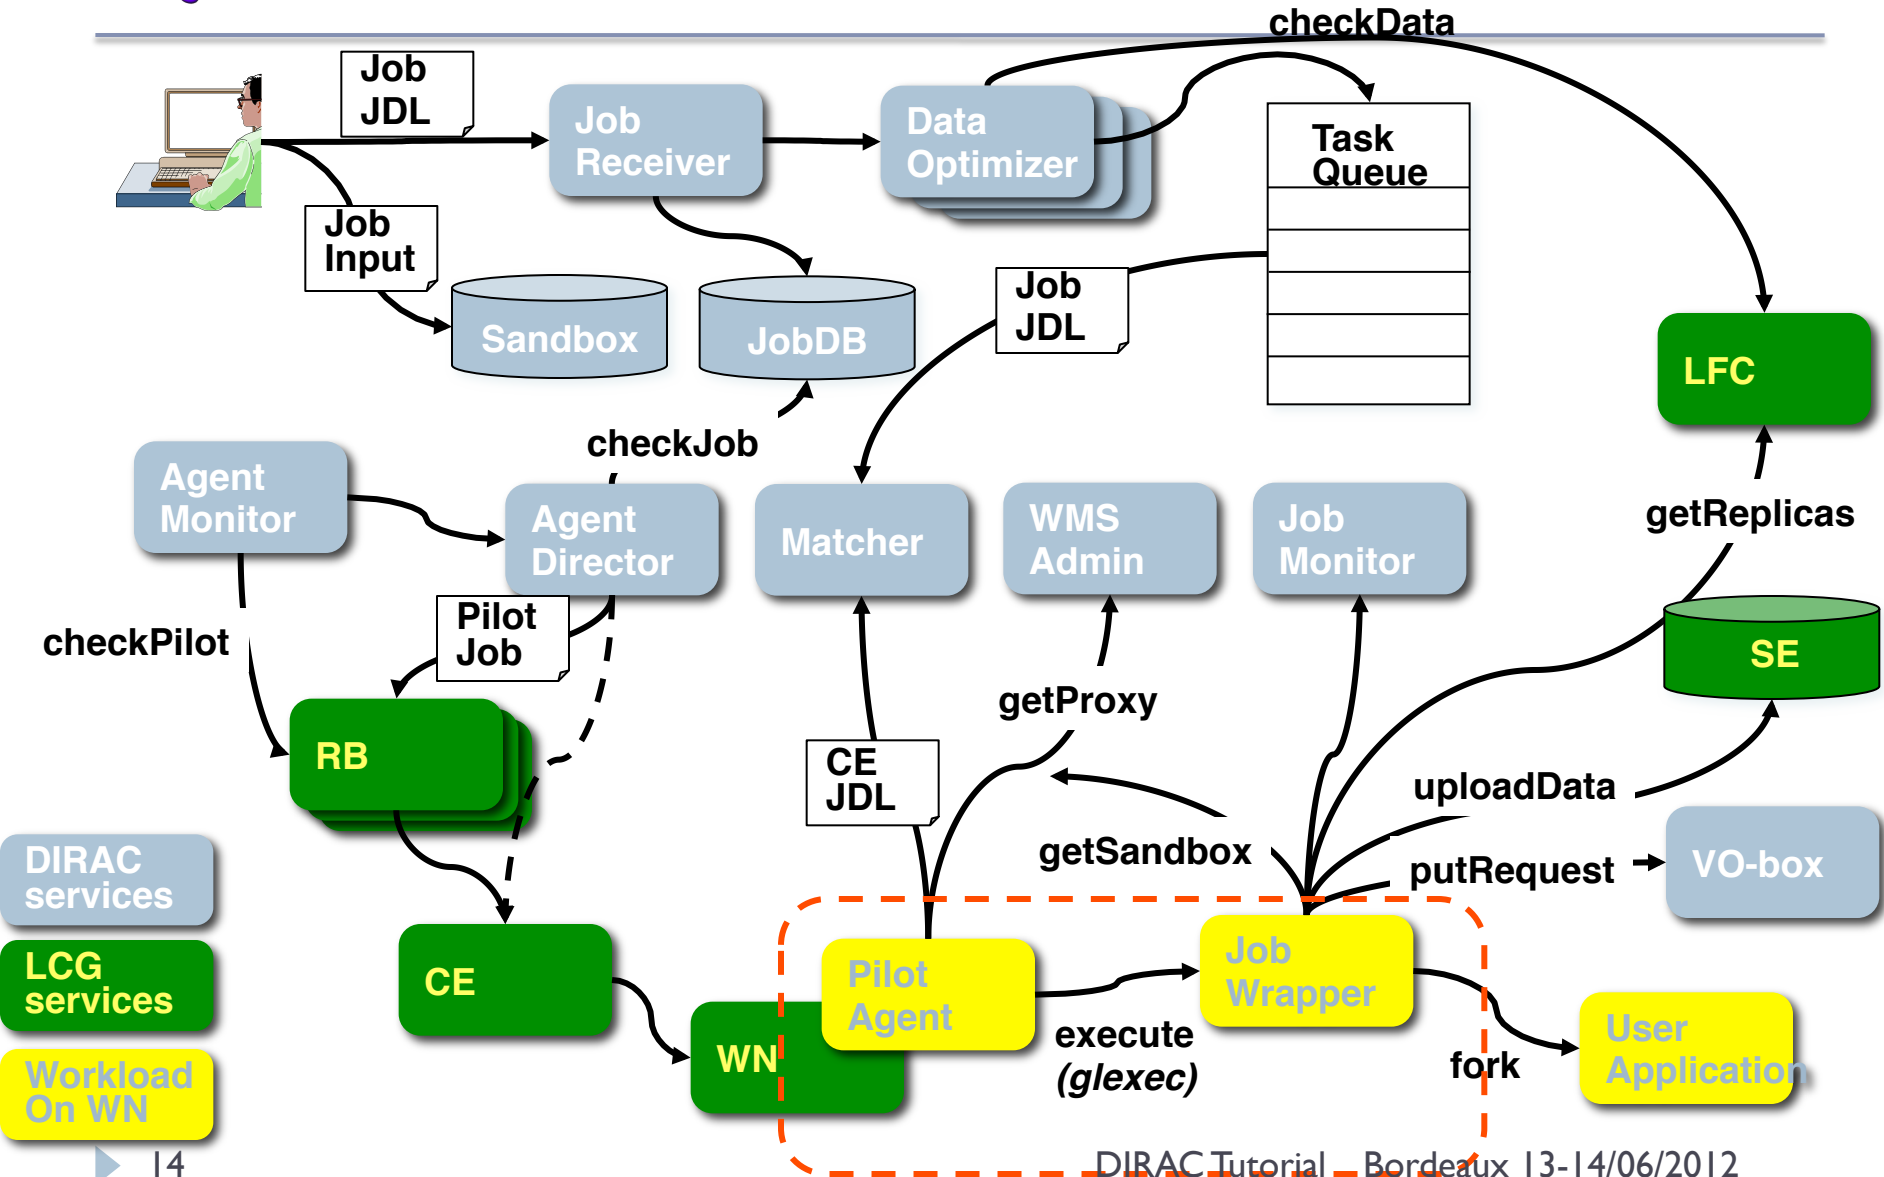 checkData
Job
JDL
Job
Receiver
Data
Optimizer
Task
Queue
Job
Input
Sandbox
JobDB
Job
JDL
LFC
checkJob
Agent
Monitor
Agent
Director
Matcher
WMS
Admin
Job
Monitor
getReplicas
Pilot
Job
checkPilot
SE
getProxy
RB
CE
JDL
uploadData
getSandbox
putRequest
VO-box
DIRAC
services
LCG
services
Workload
On WN
CE
WN
Pilot
Agent
Job
Wrapper
execute
(glexec)
fork
User
Application
14
DIRAC Tutorial – Bordeaux 13-14/06/2012